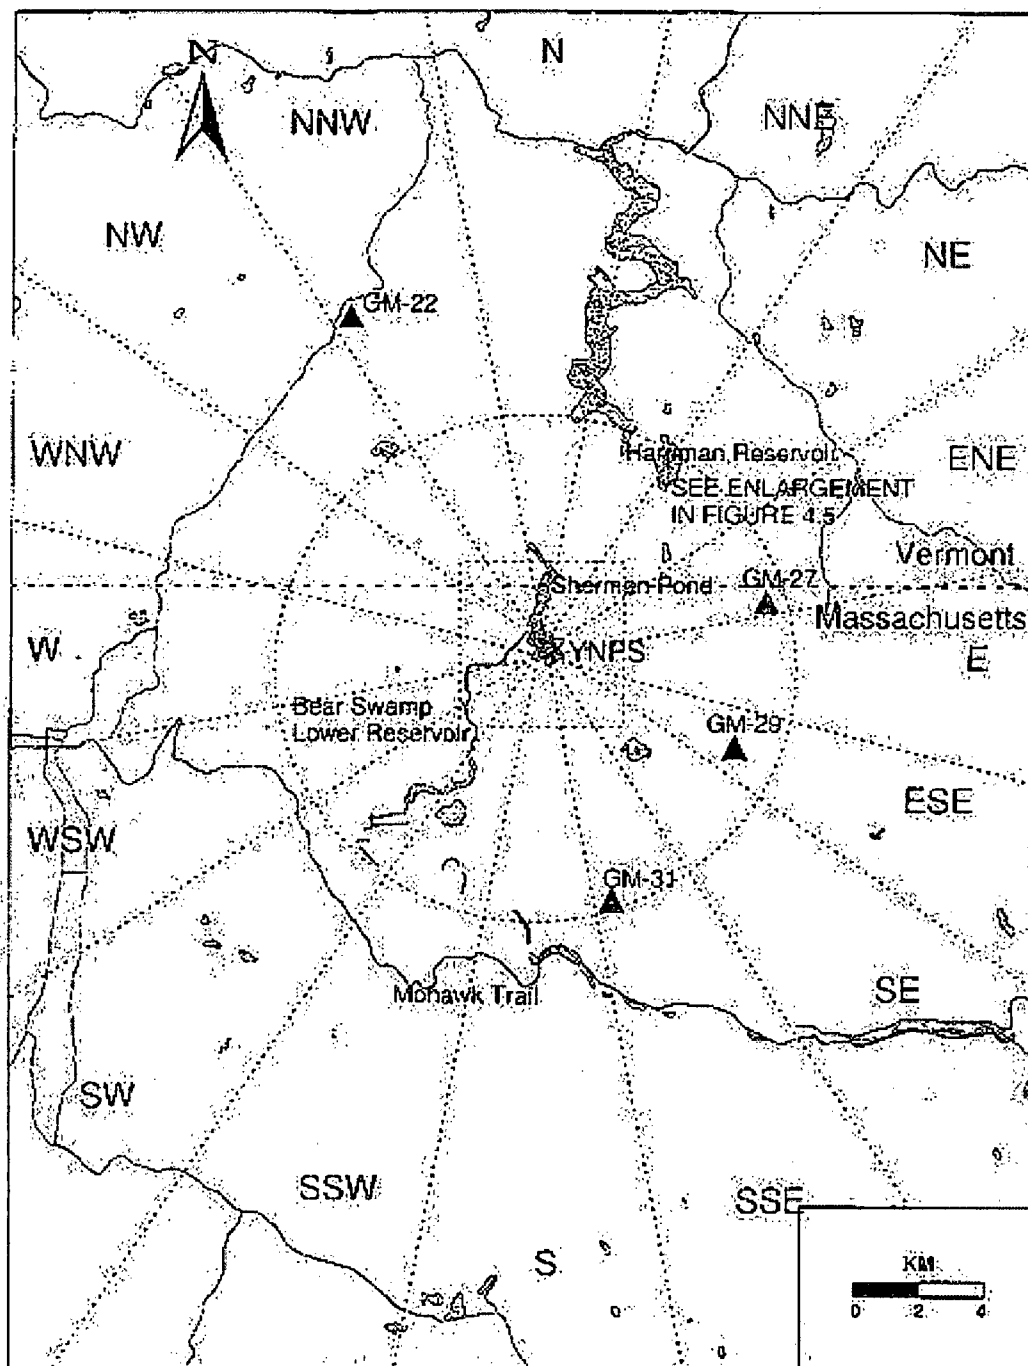 N
N
NNW
NNE
NW
NE
GM-22
WNW
Harriman Reservoir
ENE
SEE ENLARGEMENT
IN FIGURE 4.5
Vermont
Sherman Pond
GM-27
Massachusetts
W
YNPS
E
Bear Swamp
Lower Reservoir
GM-29
ESE
WSW
GM-31
Mohawk Trail
SE
SW
SSW
SSE
S
KM
0 2 4